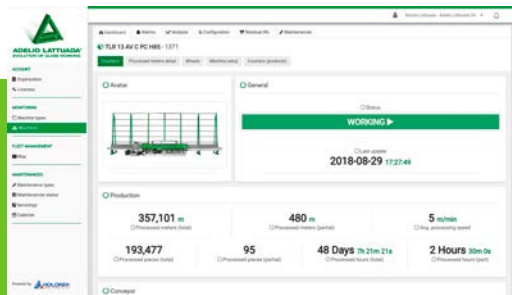 ADELIO LATTUADA
EVOLUTION OF GLASS WORKING
ACCOUNT
Organization
Licenses
MONITORING
Machine types
Machines
FLEET MANAGEMENT
Map
MAINTENANCES
Maintenance types
Maintenances status
Servicelogs
Calendar
Powered by HOLONIX
Dashboard
Alarms
Analysis
Configurator
Residual life
Maintenances
TLR 13 AV C PC H85 - 1371
Counters
Processed meters detail
Wheels
Machine setup
Counters (producer)
Avatar
General
Status
WORKING
Last update
2018-08-29 17:27:49
Production
357,101 m
Processed meters (total)
480 m
Processed meters (partial)
5 m/min
Avg. processing speed
193,477
Processed pieces (total)
95
Processed pieces (partial)
48 Days 7h 21m 21s
Processed hours (total)
2 Hours 30m 0s
Processed hours (part)
Conveyor